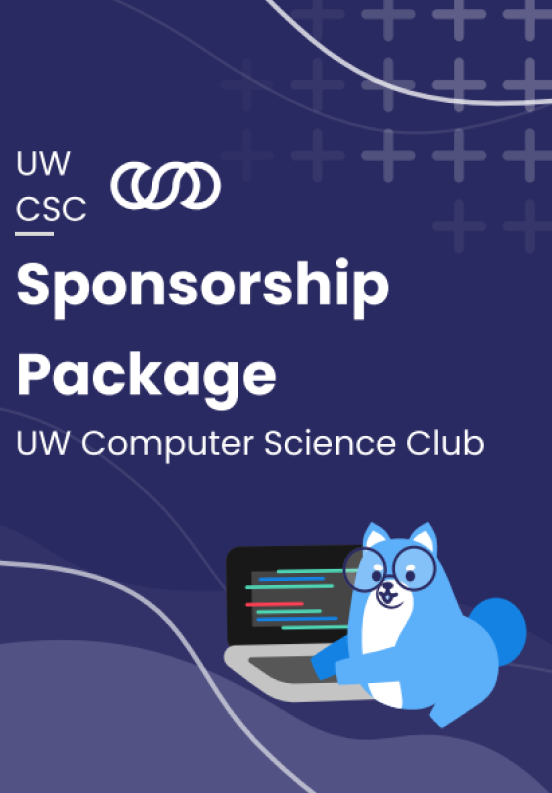 UW
CSC
Sponsorship
Package
UW Computer Science Club